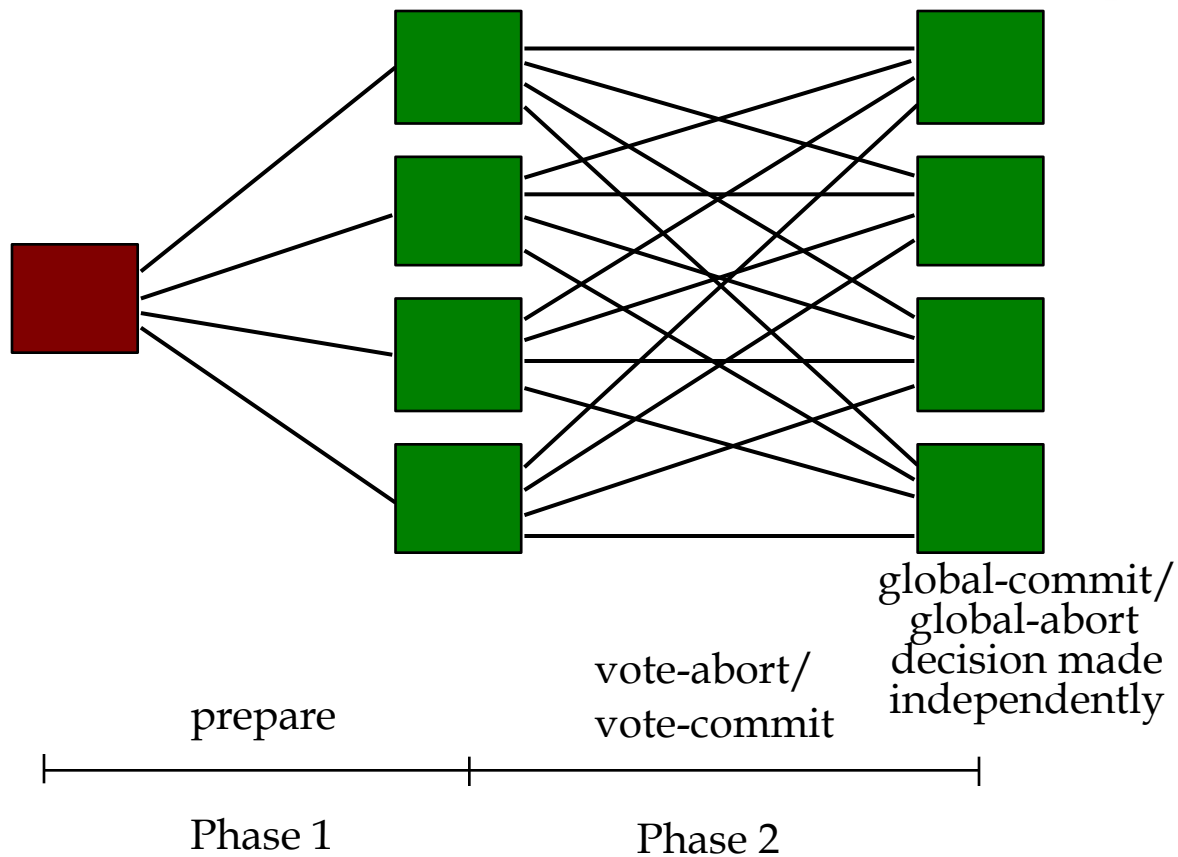 global-commit/
global-abort
decision made
independently
vote-abort/
vote-commit
prepare
Phase 1
Phase 2